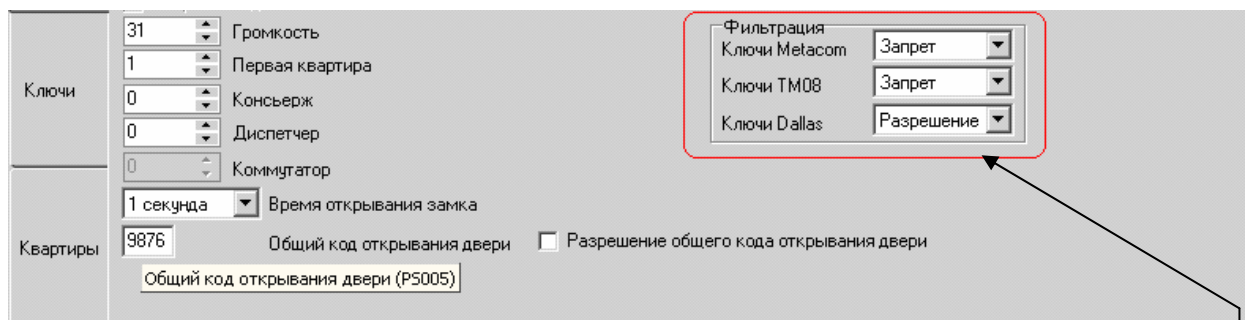 31 Громкость
1 Первая квартира
0 Консьерж
0 Диспетчер
0 Коммутатор
1 секунда Время открывания замка
9876 Общий код открывания двери Разрешение общего кода открывания двери
Общий код открывания двери (PS005)
Ключи
Квартиры
Фильтрация
Ключи Metacom Запрет
Ключи TM08 Запрет
Ключи Dallas Разрешение